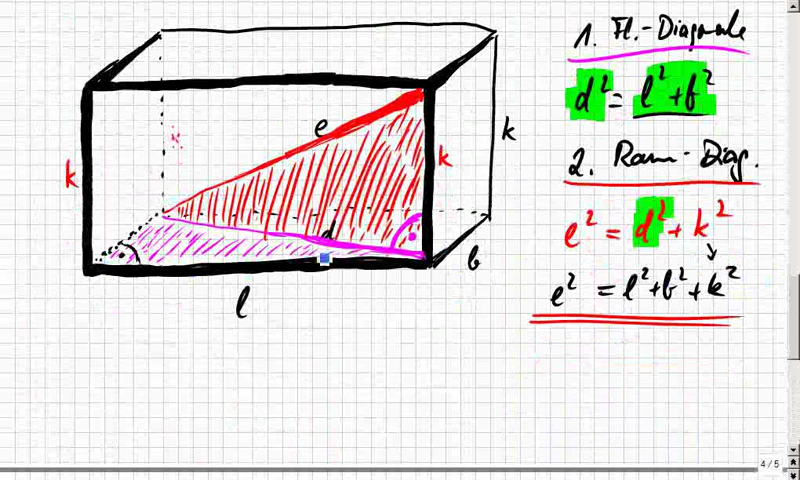 1. Fl.-Diagonale
d² = l² + b²
2. Raum-Diag.
e² = d² + k²
e² = l² + b² + k²
e
k
k
k
d
b
l
4 / 5